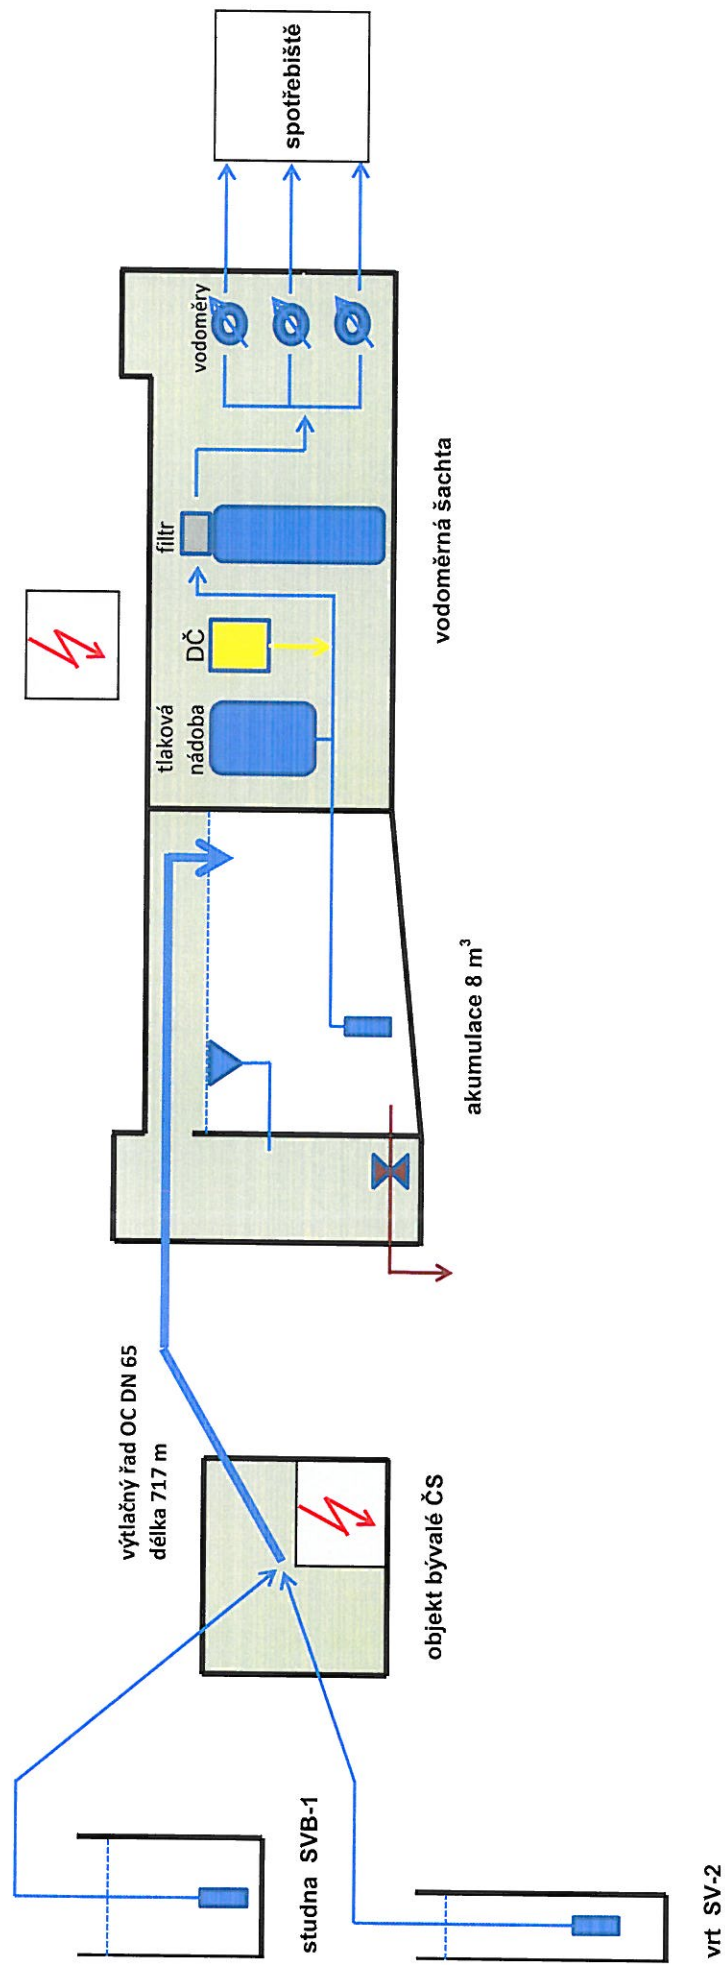 studna SVB-1
vrt SV-2
objekt bývalé ČS
výtlačný řad OC DN 65
délka 717 m
akumulace 8 m³
tlaková
nádoba
DČ
filtr
vodoměry
vodoměrná šachta
spotřebiště